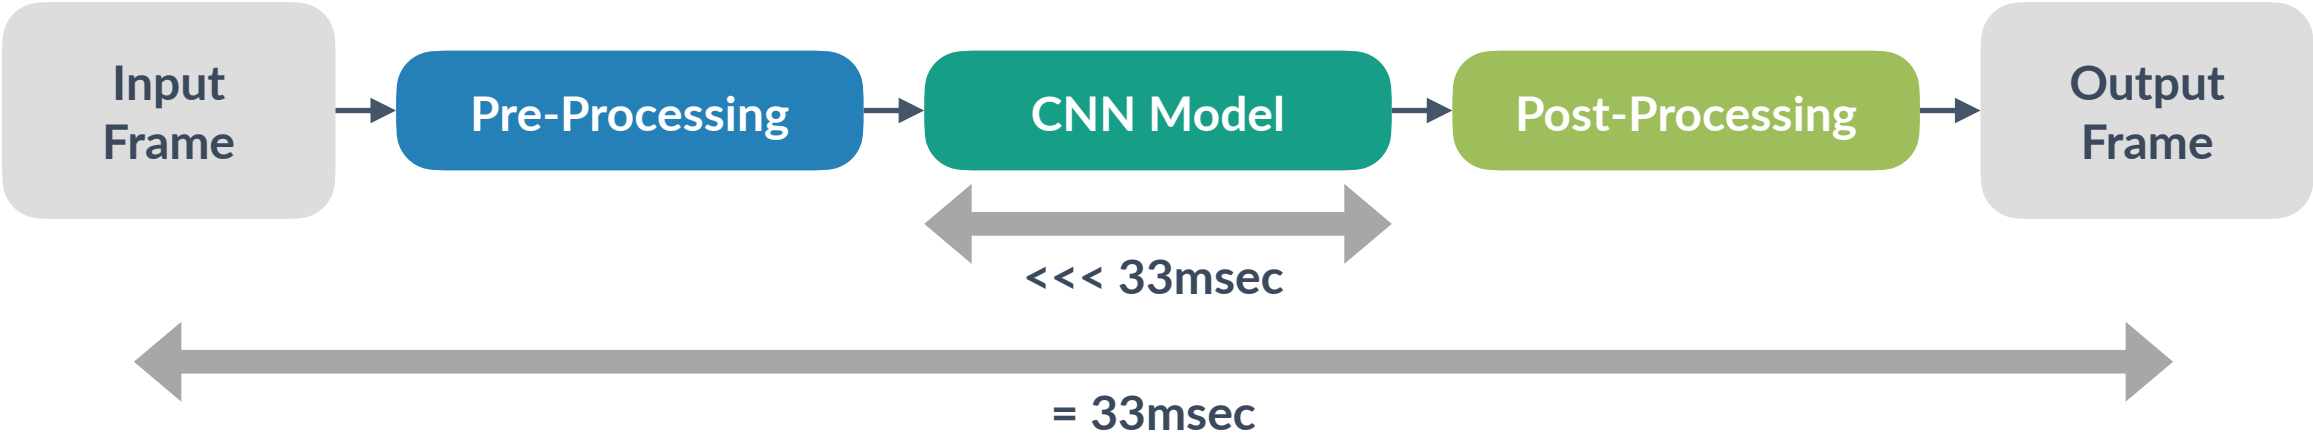 Input
Frame
Pre-Processing
CNN Model
Post-Processing
Output
Frame
<<< 33msec
= 33msec